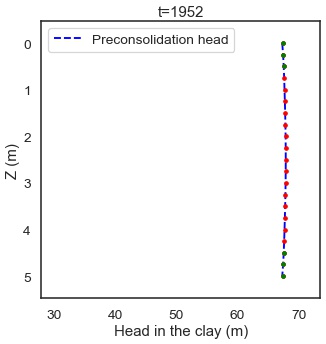 t=1952
Preconsolidation head
Z (m)
0
1
2
3
4
5
30 40 50 60 70
Head in the clay (m)